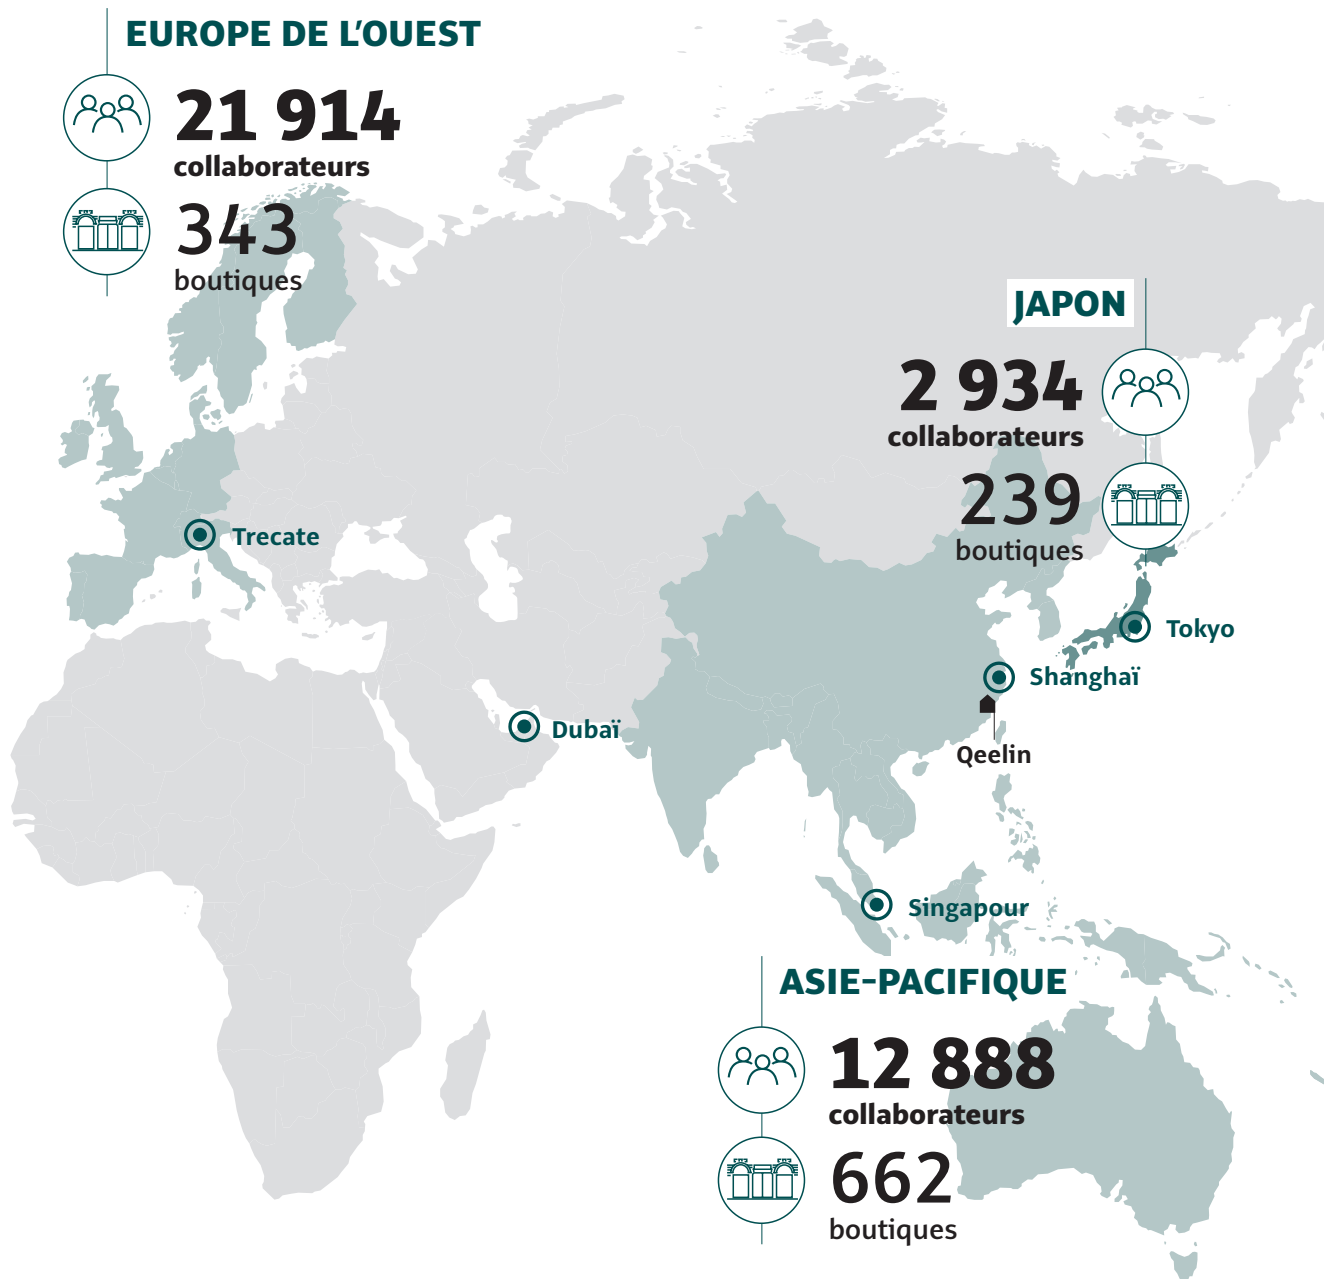 EUROPE DE L’OUEST
21 914
collaborateurs
343
boutiques
JAPON
2 934
collaborateurs
239
boutiques
Trecate
Tokyo
Shanghaï
Dubaï
Qeelin
Singapour
ASIE-PACIFIQUE
12 888
collaborateurs
662
boutiques